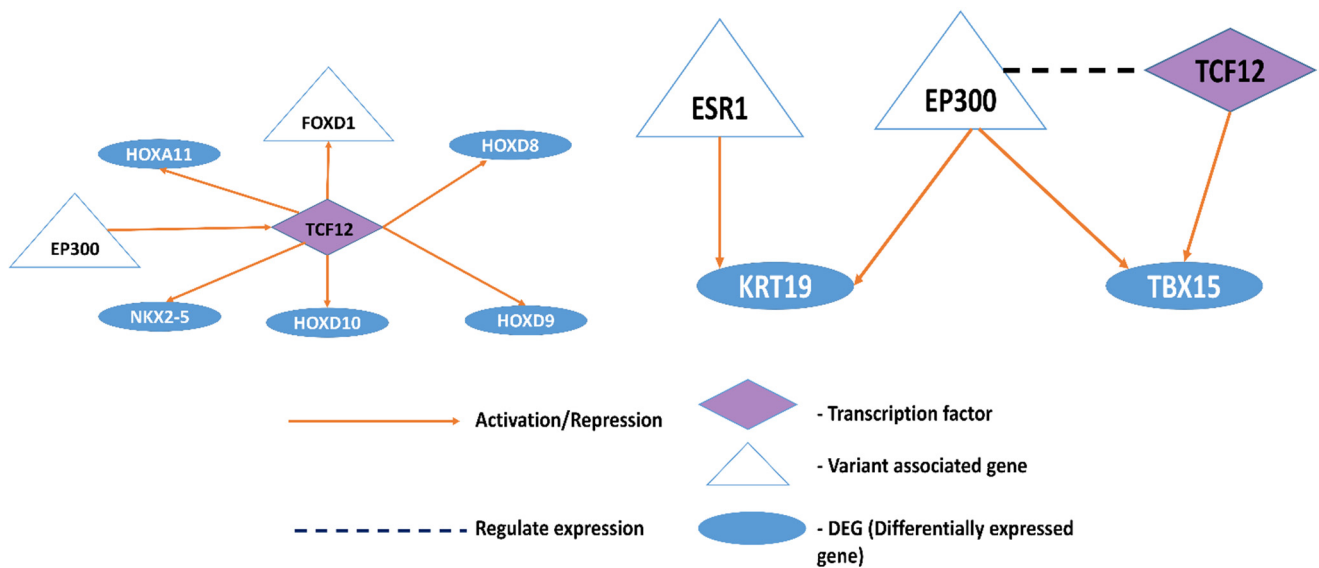 FOXD1
HOXA11
HOXD8
EP300
TCF12
NKX2-5
HOXD10
HOXD9
ESR1
EP300
TCF12
KRT19
TBX15
Activation/Repression
Regulate expression
- Transcription factor
- Variant associated gene
- DEG (Differentially expressed
gene)